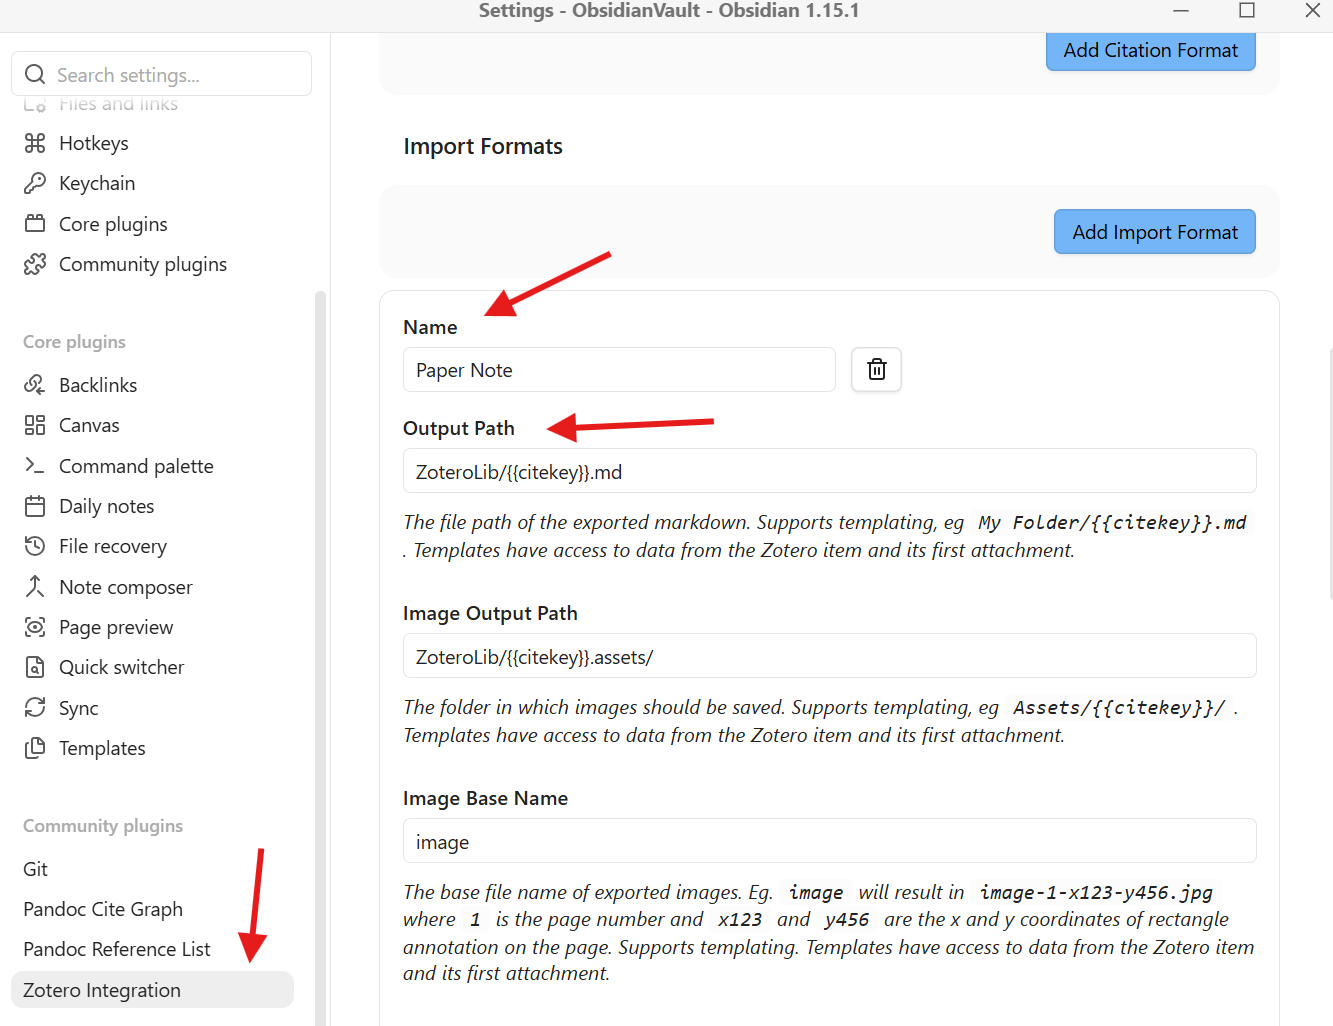 Settings - ObsidianVault - Obsidian 1.15.1
Search settings...
Files and links
Hotkeys
Keychain
Core plugins
Community plugins
Core plugins
Backlinks
Canvas
Command palette
Daily notes
File recovery
Note composer
Page preview
Quick switcher
Sync
Templates
Community plugins
Git
Pandoc Cite Graph
Pandoc Reference List
Zotero Integration
Add Citation Format
Import Formats
Add Import Format
Name
Paper Note
Output Path
ZoteroLib/{{citekey}}.md
The file path of the exported markdown. Supports templating, eg My Folder/{{citekey}}.md
. Templates have access to data from the Zotero item and its first attachment.
Image Output Path
ZoteroLib/{{citekey}}.assets/
The folder in which images should be saved. Supports templating, eg Assets/{{citekey}}/ .
Templates have access to data from the Zotero item and its first attachment.
Image Base Name
image
The base file name of exported images. Eg. image will result in image-1-x123-y456.jpg
where 1 is the page number and x123 and y456 are the x and y coordinates of rectangle
annotation on the page. Supports templating. Templates have access to data from the Zotero item
and its first attachment.